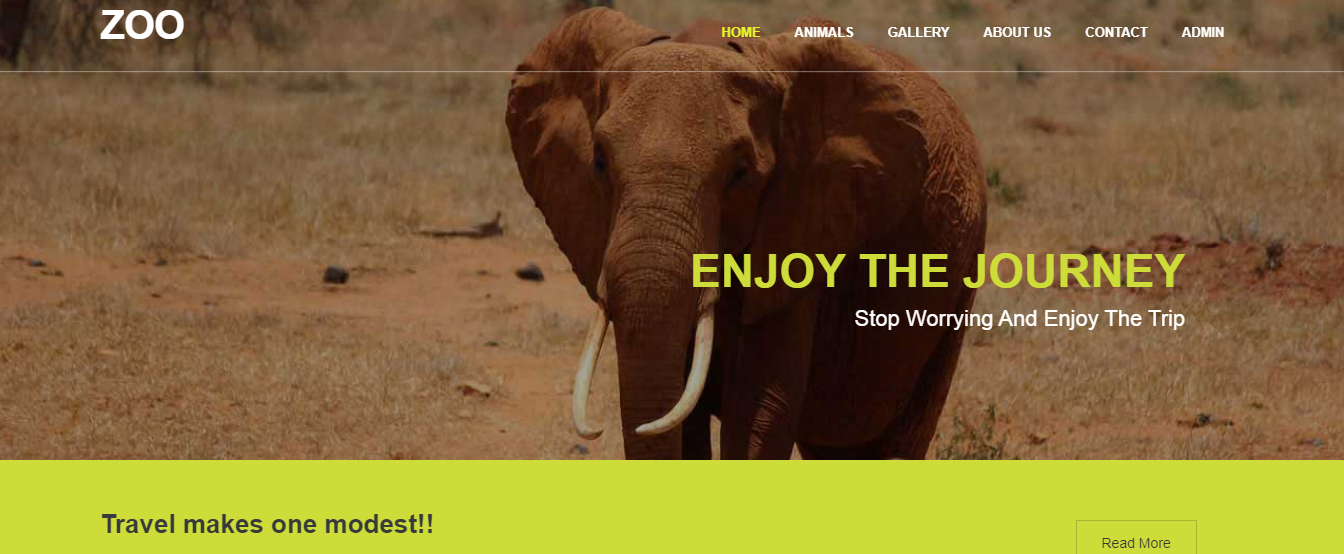 ZOO
HOME ANIMALS GALLERY ABOUT US CONTACT ADMIN
ENJOY THE JOURNEY
Stop Worrying And Enjoy The Trip
Travel makes one modest!!
Read More